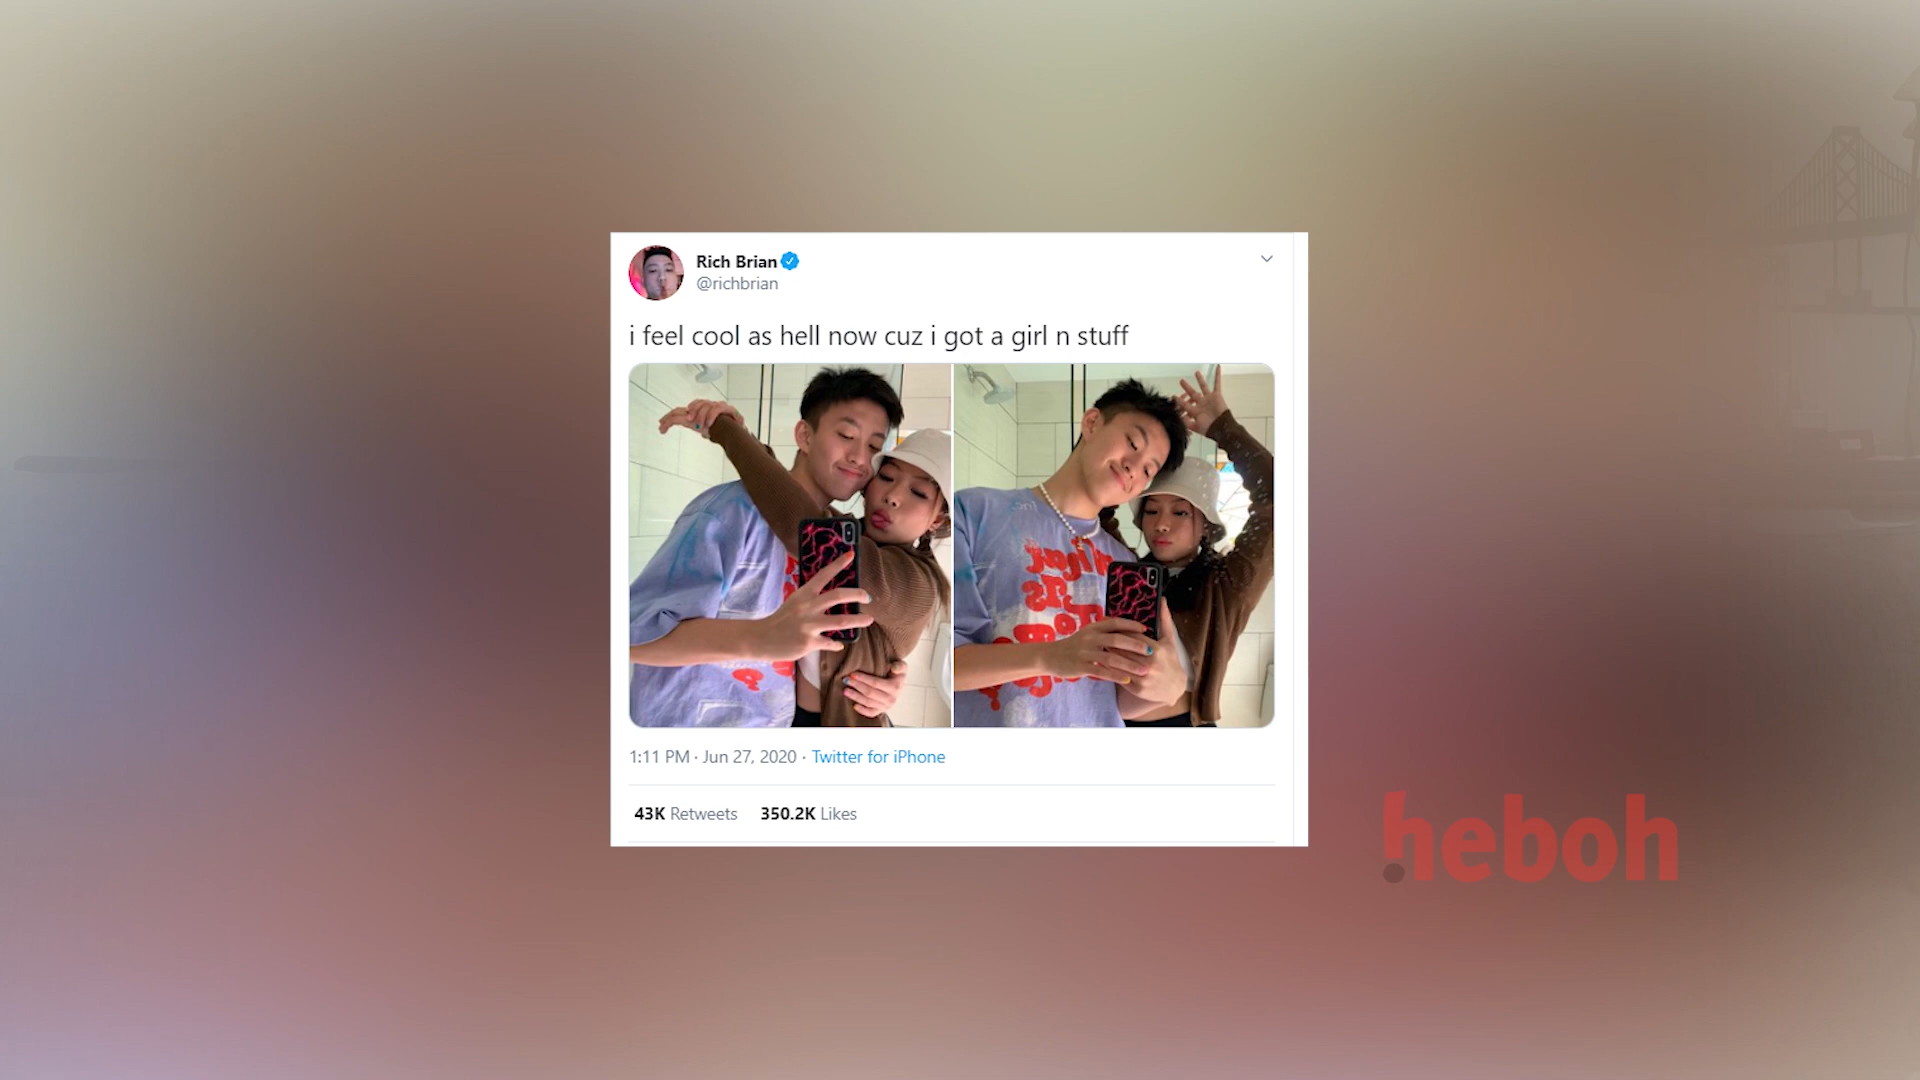 Rich Brian
@richbrian
i feel cool as hell now cuz i got a girl n stuff
1:11 PM · Jun 27, 2020 · Twitter for iPhone
43K Retweets 350.2K Likes
heboh